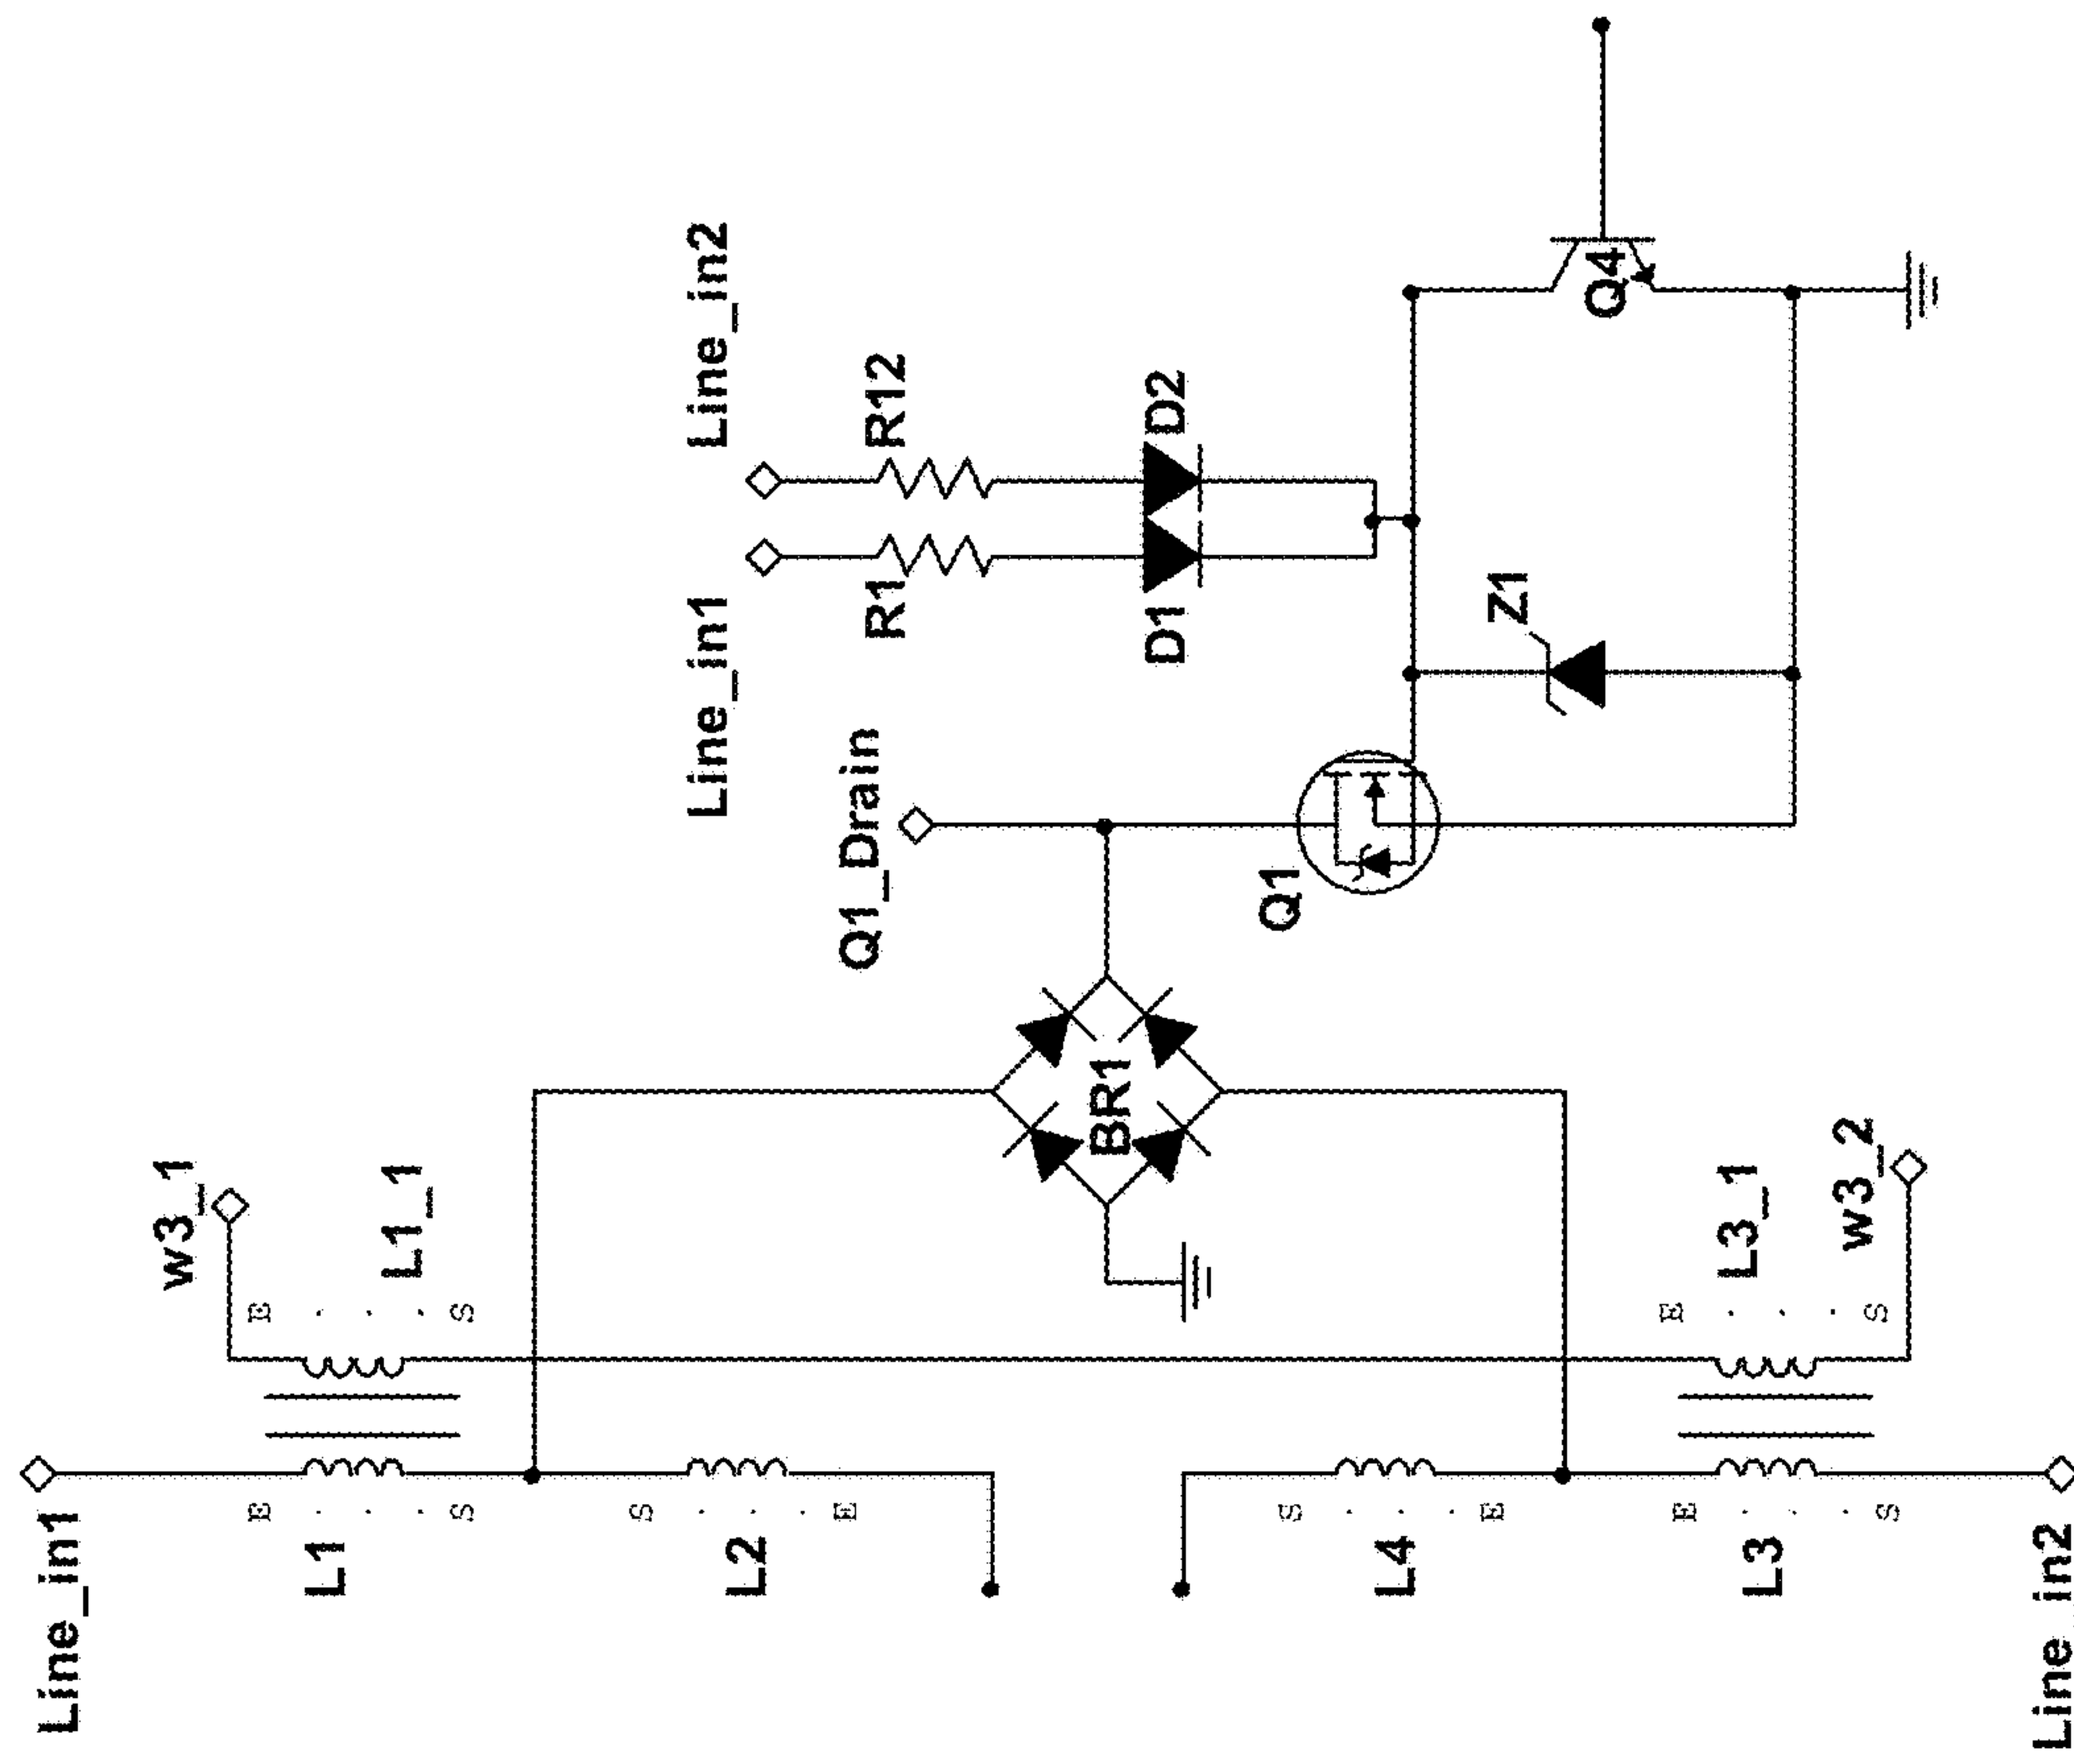 Line_in1
L1
E . . . S
w3_1
L1_1
E . . . S
L2
S . . . E
L4
S . . . E
L3
E . . . S
L3_1
E . . . S
w3_2
Line_in2
BR1
Q1_Drain
Q1
Line_in1
Line_in2
R1
R12
D1
D2
Z1
Q4